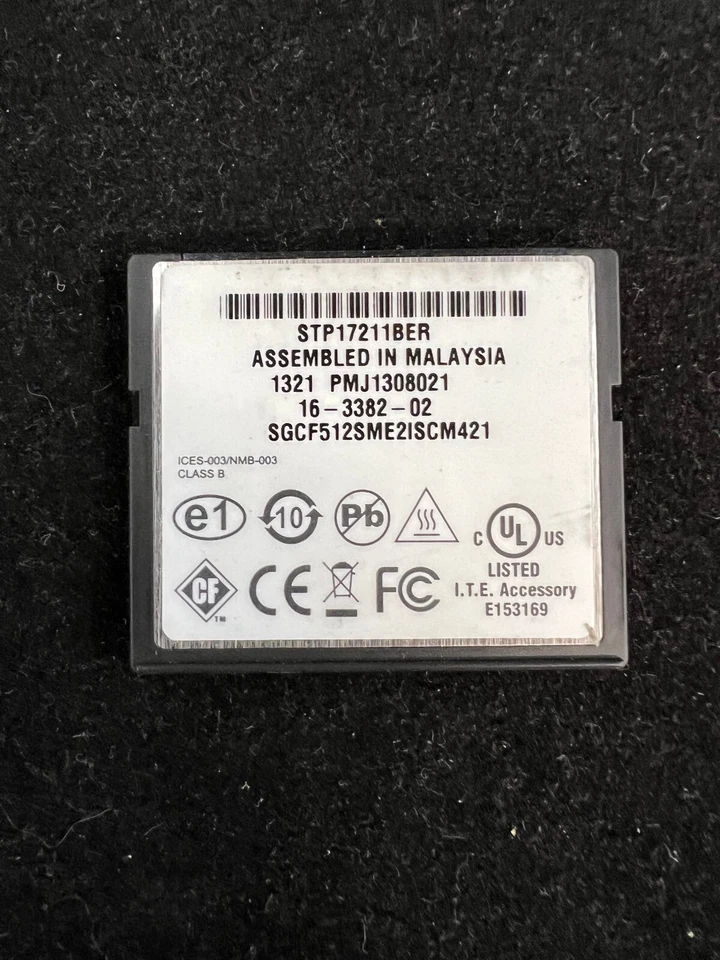 STP17211BER
ASSEMBLED IN MALAYSIA
1321 PMJ1308021
16-3382-02
SGCF512SME2ISCM421
ICES-003/NMB-003
CLASS B
e1 10 Pb
C UL US
LISTED
I.T.E. Accessory
E153169
CF TM CE FC